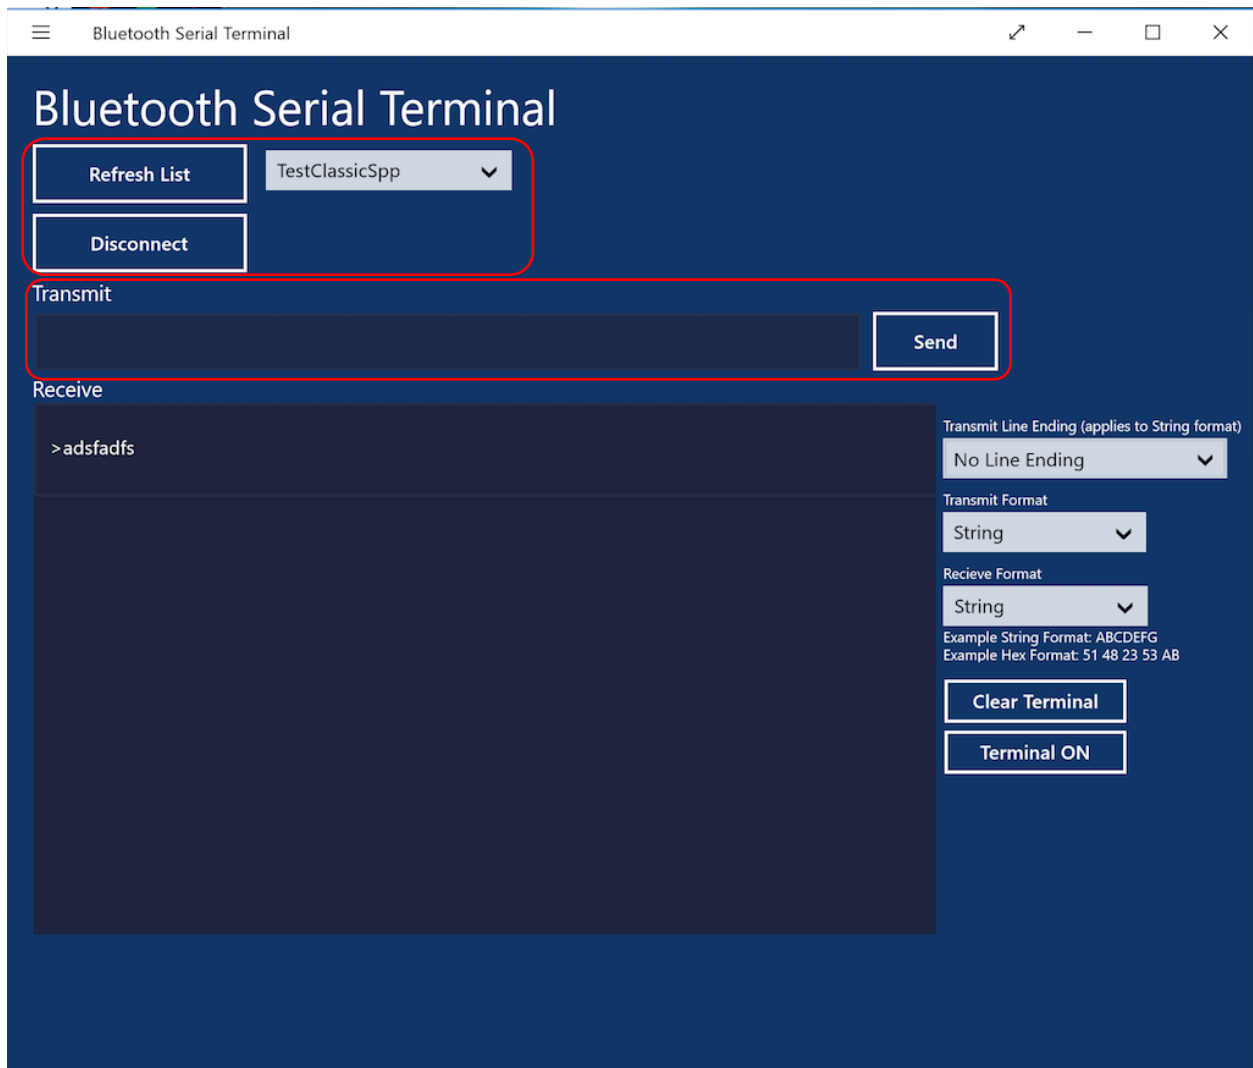 Bluetooth Serial Terminal
Bluetooth Serial Terminal
Refresh List
TestClassicSpp
Disconnect
Transmit
Send
Receive
>adsfadfs
Transmit Line Ending (applies to String format)
No Line Ending
Transmit Format
String
Recieve Format
String
Example String Format: ABCDEFG
Example Hex Format: 51 48 23 53 AB
Clear Terminal
Terminal ON